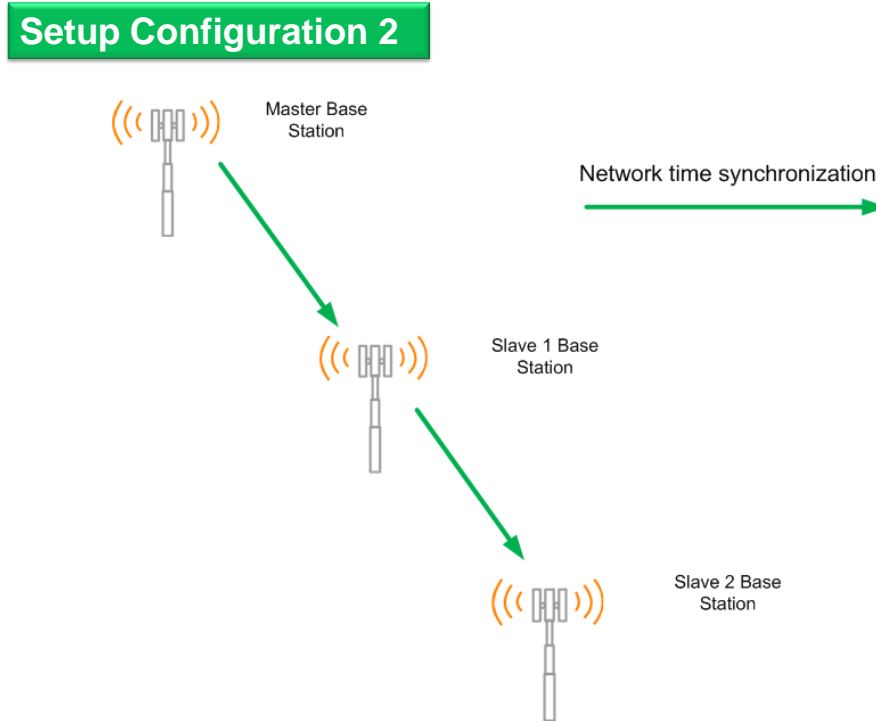 Setup Configuration 2
Master Base
Station
Network time synchronization
Slave 1 Base
Station
Slave 2 Base
Station